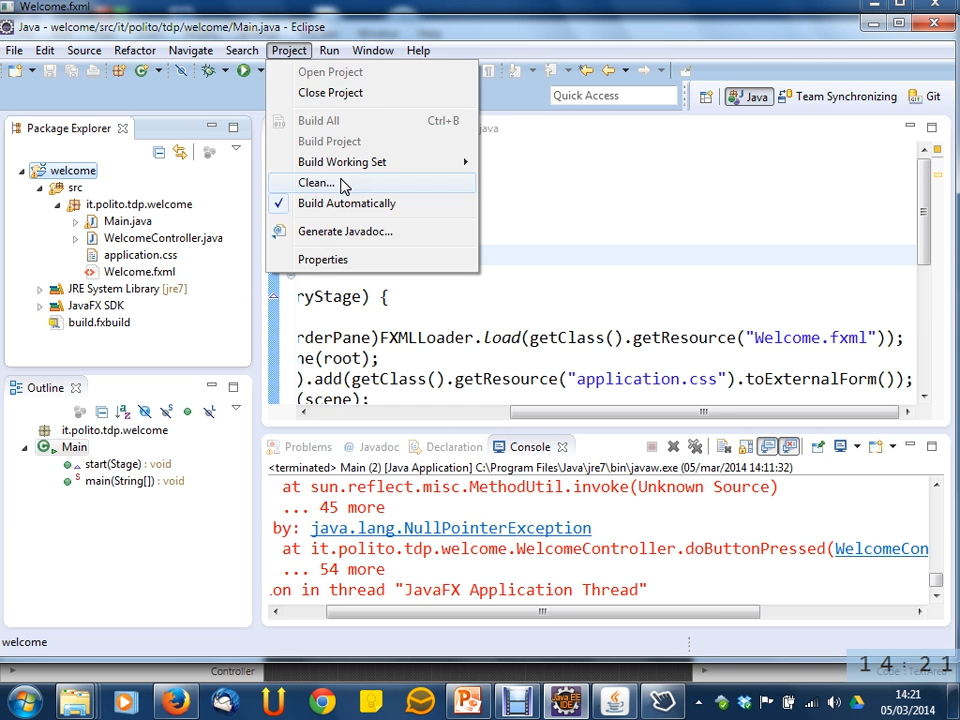 Welcome.fxml
Java - welcome/src/it/polito/tdp/welcome/Main.java - Eclipse
File Edit Source Refactor Navigate Search Project Run Window Help
Open Project
Close Project
Build All Ctrl+B
Build Project
Build Working Set
Clean...
Build Automatically
Generate Javadoc...
Properties
Quick Access
Java
Team Synchronizing
Git
Package Explorer
welcome
src
it.polito.tdp.welcome
Main.java
WelcomeController.java
application.css
Welcome.fxml
JRE System Library [jre7]
JavaFX SDK
build.fxbuild
java
ryStage) {
rderPane)FXMLLoader.load(getClass().getResource("Welcome.fxml"));
ne(root);
).add(getClass().getResource("application.css").toExternalForm());
(scene);
Outline
it.polito.tdp.welcome
Main
start(Stage) : void
main(String[]) : void
Problems @ Javadoc Declaration Console
<terminated> Main (2) [Java Application] C:\Program Files\Java\jre7\bin\javaw.exe (05/mar/2014 14:11:32)
at sun.reflect.misc.MethodUtil.invoke(Unknown Source)
... 45 more
by: java.lang.NullPointerException
at it.polito.tdp.welcome.WelcomeController.doButtonPressed(WelcomeCon
... 54 more
on in thread "JavaFX Application Thread"
welcome
Controller
14:21
14:21
05/03/2014